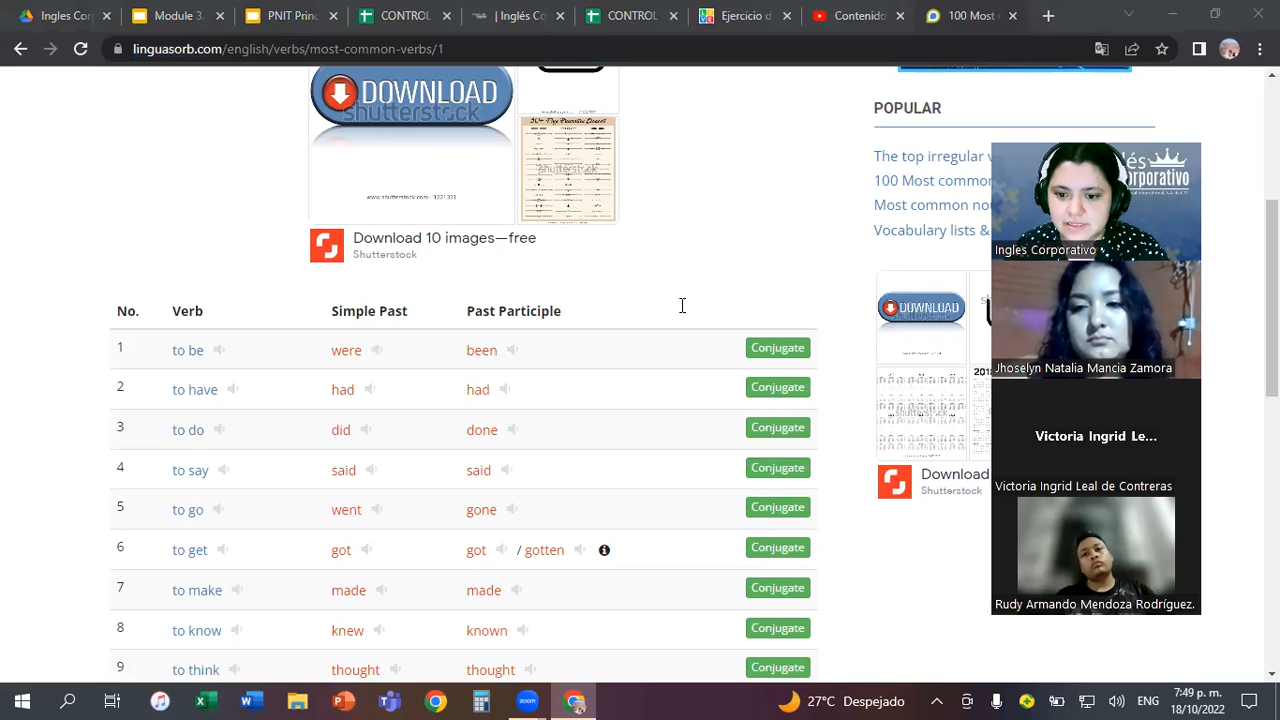 Ingles Co
Module 3.
PNIT Prin
CONTROL
| Inglés Co
CONTROL
Ejercicio d
Contenido
100 Most
linguasorb.com/english/verbs/most-common-verbs/1
DOWNLOAD
shutterstock
Download 10 images—free
Shutterstock
POPULAR
The top irregular v
100 Most common
Most common no
Vocabulary lists &
DOWNLOAD
Download
Shutterstock
No. Verb Simple Past Past Participle
1 to be were been Conjugate
2 to have had had Conjugate
3 to do did done Conjugate
4 to say said said Conjugate
5 to go went gone Conjugate
6 to get got got / gotten Conjugate
7 to make made made Conjugate
8 to know knew known Conjugate
9 to think thought thought Conjugate
Ingles Corporativo
Jhoselyn Natalia Mancia Zamora
Victoria Ingrid Le...
Victoria Ingrid Leal de Contreras
Rudy Armando Mendoza Rodríguez.
27°C Despejado
ENG
7:49 p. m.
18/10/2022